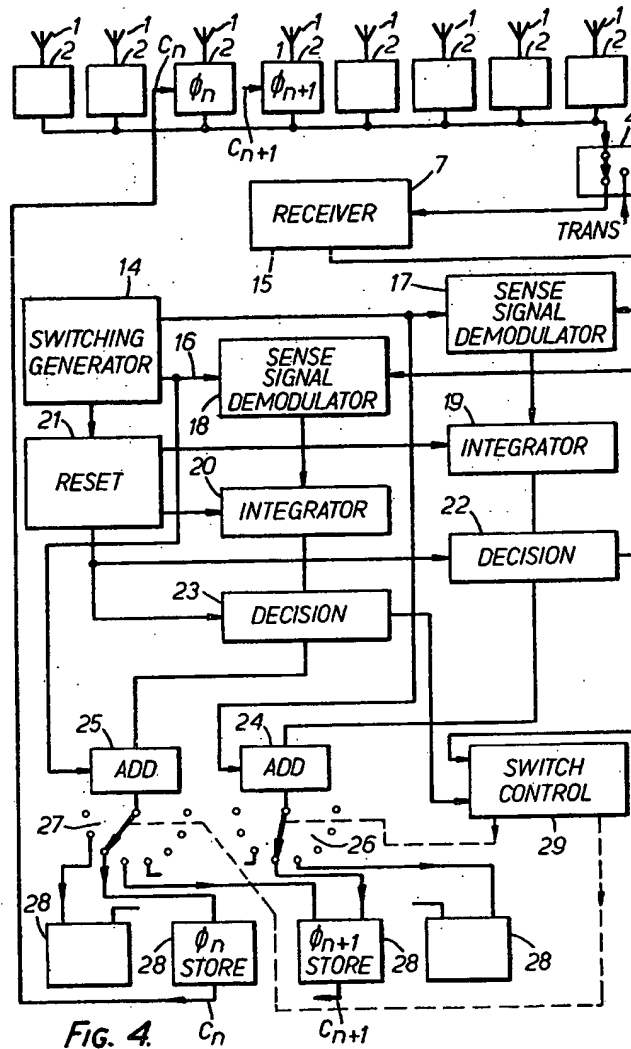 1 1 1 1 1 1 1 1
2 2 2 2 2 2 2
Cn
ϕn
ϕn+1
Cn+1
4
7
RECEIVER
TRANS
15
14
SWITCHING
GENERATOR
16
17
SENSE
SIGNAL
DEMODULATOR
SENSE
SIGNAL
DEMODULATOR
18
21
RESET
19
INTEGRATOR
20
INTEGRATOR
22
DECISION
23
DECISION
25
ADD
24
ADD
SWITCH
CONTROL
29
27
26
28
28
ϕn
STORE
ϕn+1
STORE
28
28
Cn
Cn+1
FIG. 4.